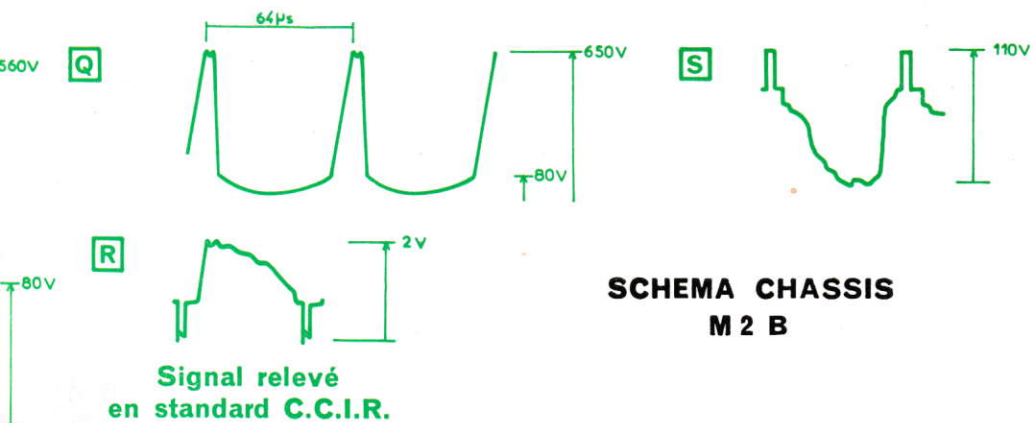 64µs
560V
Q
650V
80V
S
110V
R
2V
80V
SCHEMA CHASSIS
M 2 B
Signal relevé
en standard C.C.I.R.